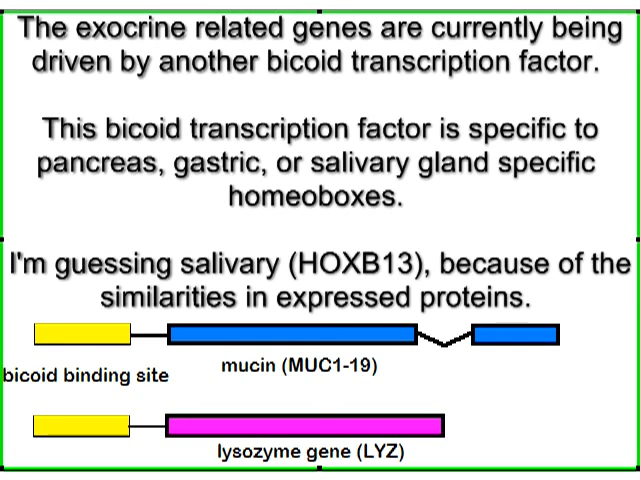 The exocrine related genes are currently being
driven by another bicoid transcription factor.
This bicoid transcription factor is specific to
pancreas, gastric, or salivary gland specific
homeoboxes.
I'm guessing salivary (HOXB13), because of the
similarities in expressed proteins.
mucin (MUC1-19)
bicoid binding site
lysozyme gene (LYZ)